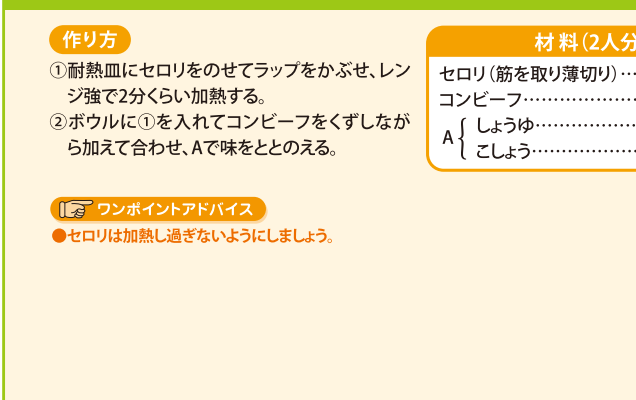 作り方
①耐熱皿にセロリをのせてラップをかぶせ、レン
ジ強で2分くらい加熱する。
②ボウルに①を入れてコンビーフをくずしなが
ら加えて合わせ、Aで味をととのえる。
ワンポイントアドバイス
●セロリは加熱し過ぎないようにしましょう。
材料（2人分
セロリ（筋を取り薄切り）…
コンビーフ…………………
A
しょうゆ………………
こしょう………………